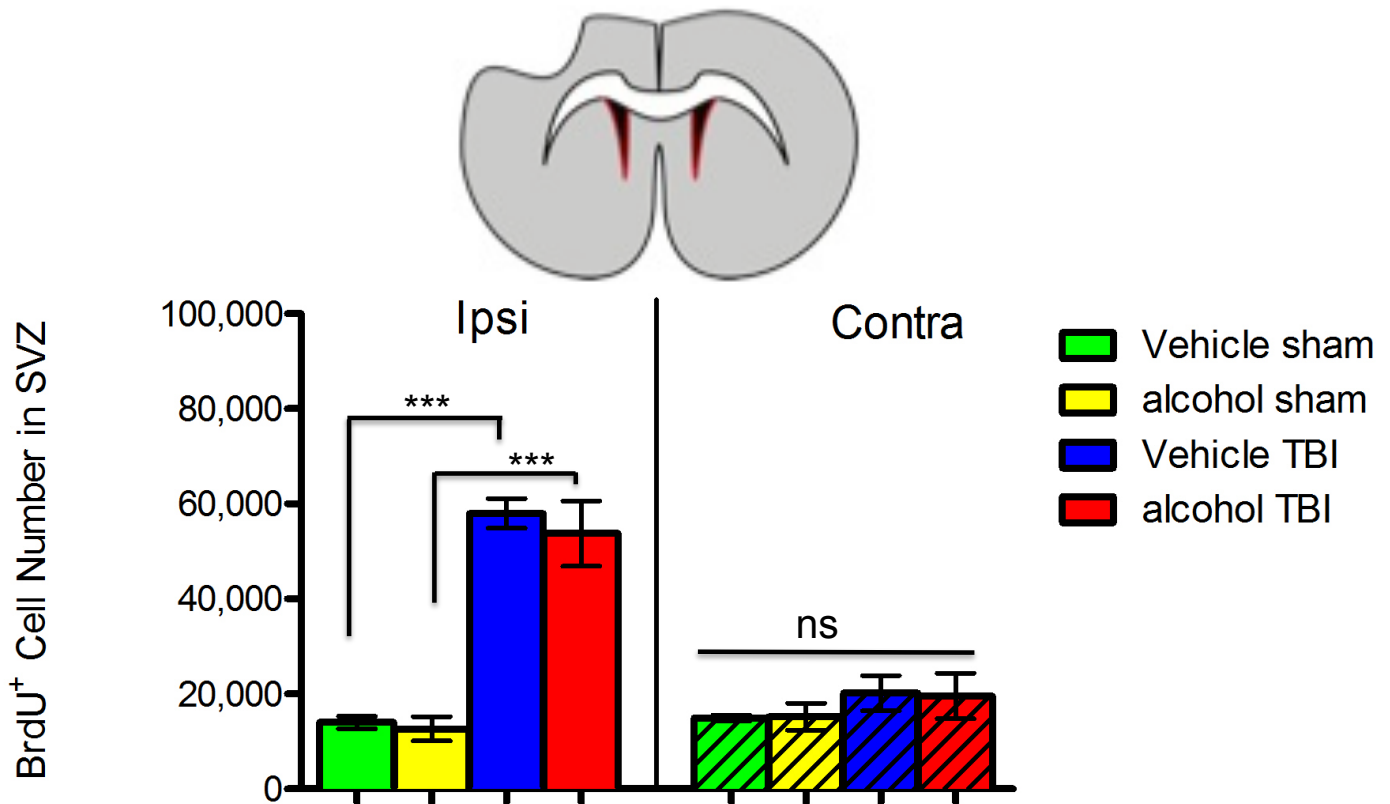 Ipsi
Contra
BrdU⁺ Cell Number in SVZ
100,000
80,000
60,000
40,000
20,000
0
***
***
ns
Vehicle sham
alcohol sham
Vehicle TBI
alcohol TBI